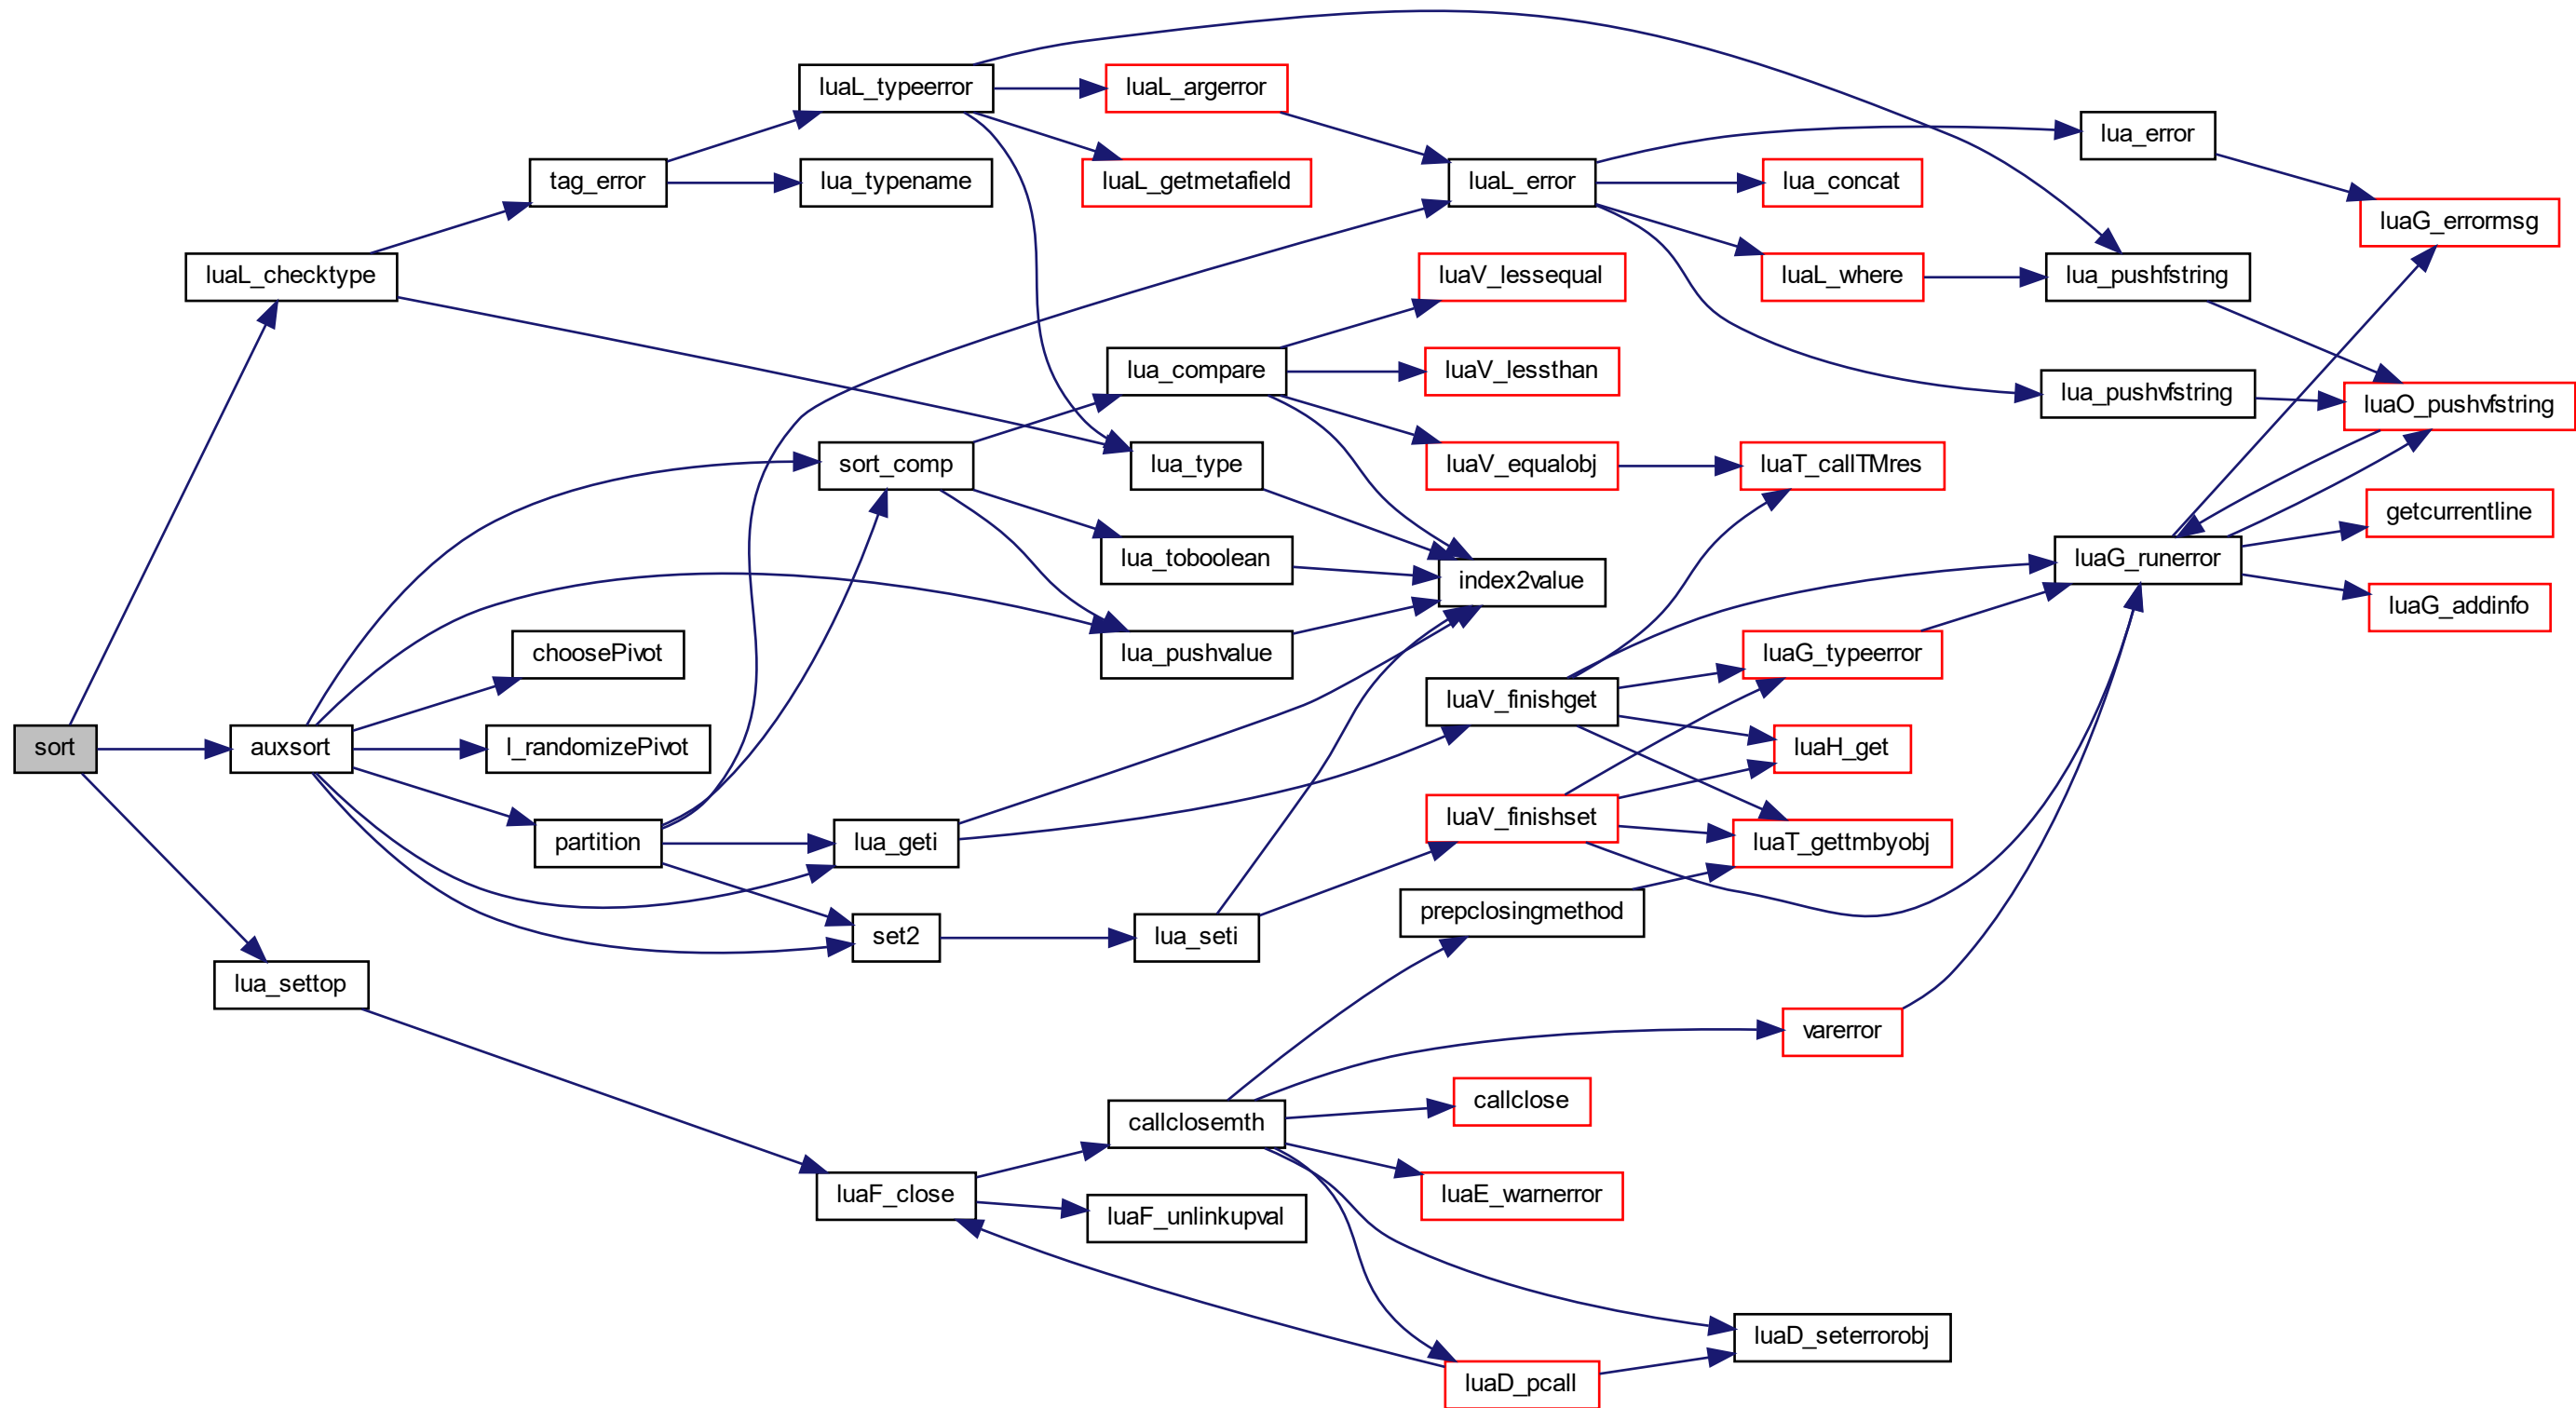 luaL_typeerror
luaL_argerror
lua_error
tag_error
lua_typename
luaL_getmetafield
luaL_error
lua_concat
luaG_errormsg
luaL_checktype
luaV_lessequal
luaL_where
lua_pushfstring
lua_compare
luaV_lessthan
lua_pushvfstring
luaO_pushvfstring
sort_comp
lua_type
luaV_equalobj
luaT_callTMres
getcurrentline
lua_toboolean
index2value
luaG_runerror
luaG_addinfo
choosePivot
lua_pushvalue
luaG_typeerror
luaV_finishget
sort
auxsort
l_randomizePivot
luaH_get
luaV_finishset
partition
lua_geti
luaT_gettmbyobj
prepclosingmethod
set2
lua_seti
lua_settop
varerror
callclose
callclosemth
luaF_close
luaE_warnerror
luaF_unlinkupval
luaD_seterrorobj
luaD_pcall